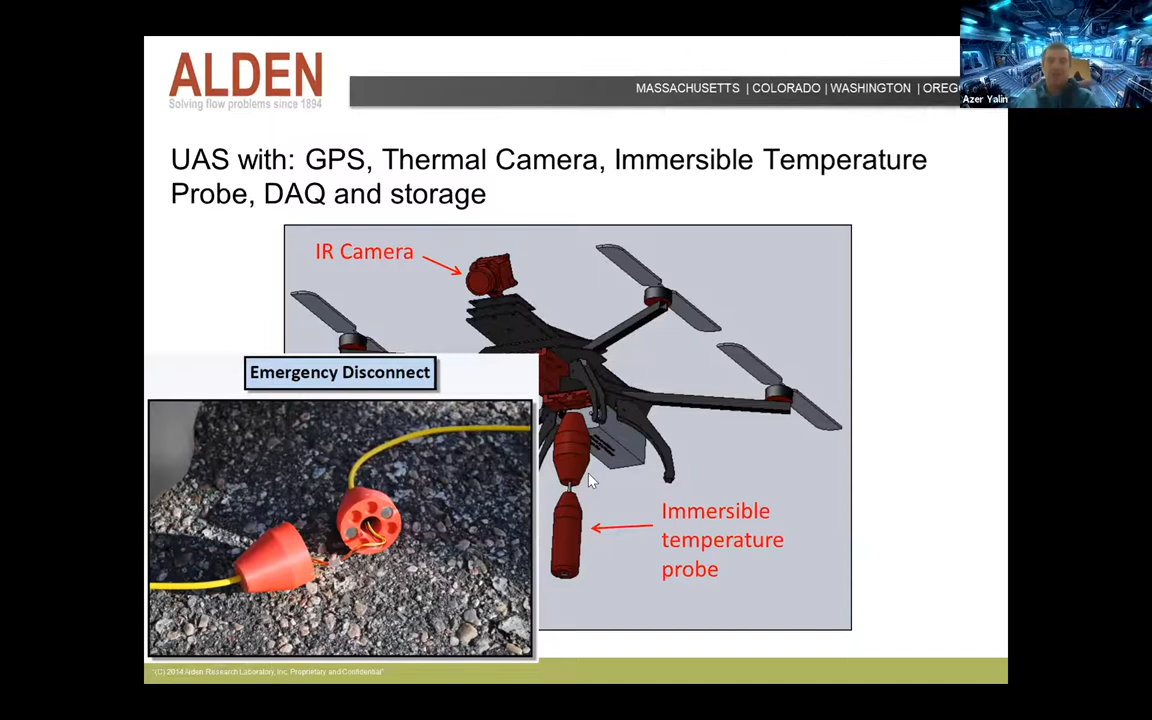 ALDEN
Solving flow problems since 1894
MASSACHUSETTS | COLORADO | WASHINGTON | OREG
Azer Yalin
UAS with: GPS, Thermal Camera, Immersible Temperature
Probe, DAQ and storage
IR Camera
Emergency Disconnect
Immersible
temperature
probe
"(C) 2014 Alden Research Laboratory, Inc. Proprietary and Confidential"